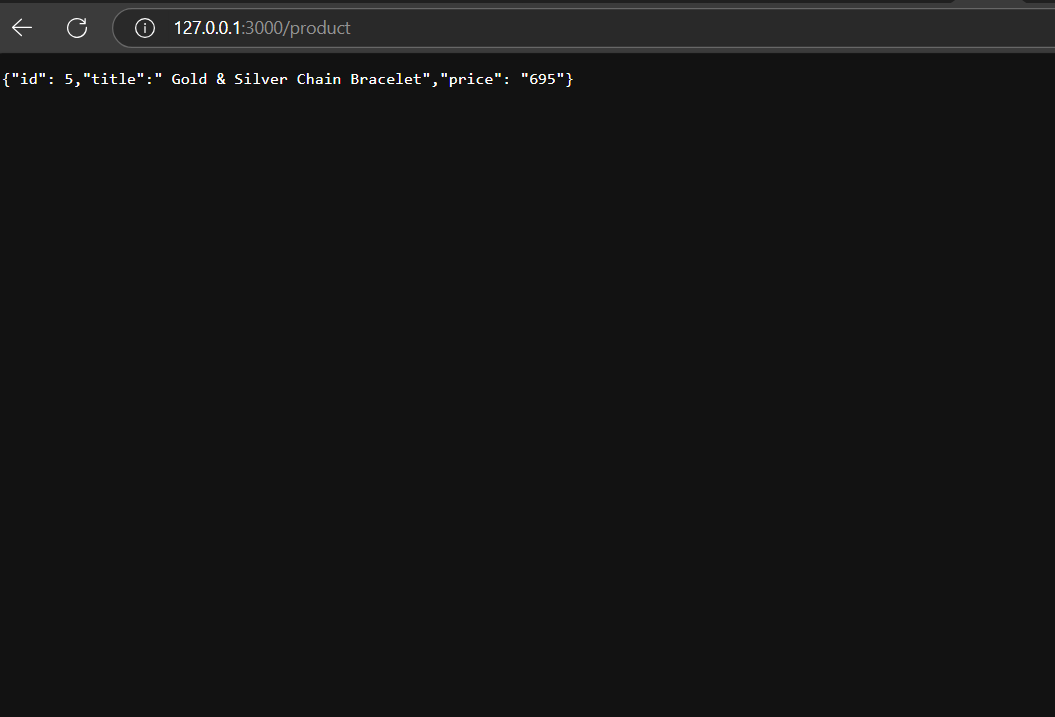 127.0.0.1:3000/product
{"id": 5,"title":" Gold & Silver Chain Bracelet","price": "695"}